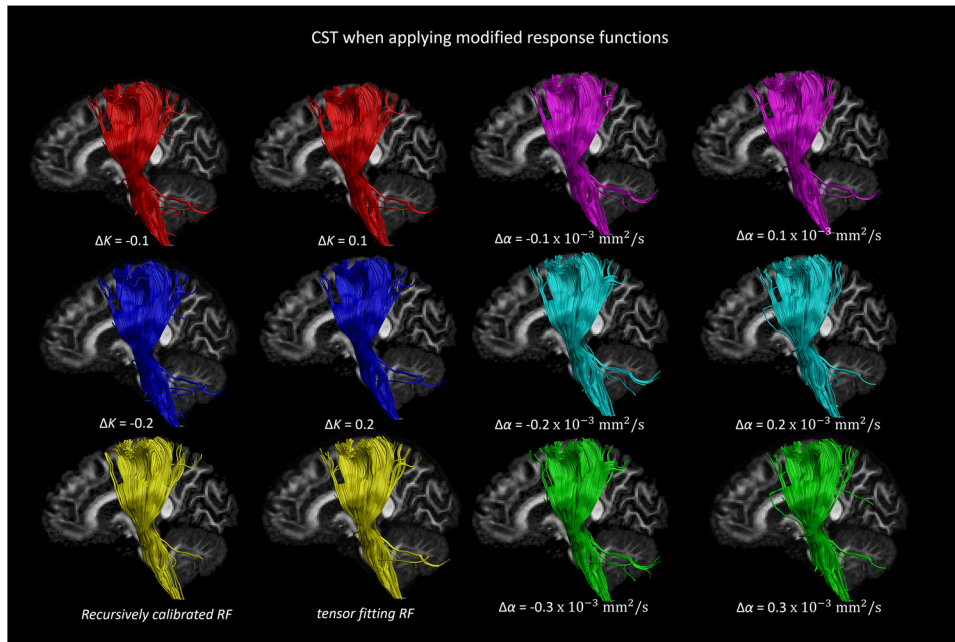 CST when applying modified response functions
ΔK = -0.1
ΔK = 0.1
Δα = -0.1 x 10⁻³ mm²/s
Δα = 0.1 x 10⁻³ mm²/s
ΔK = -0.2
ΔK = 0.2
Δα = -0.2 x 10⁻³ mm²/s
Δα = 0.2 x 10⁻³ mm²/s
Recursively calibrated RF
tensor fitting RF
Δα = -0.3 x 10⁻³ mm²/s
Δα = 0.3 x 10⁻³ mm²/s